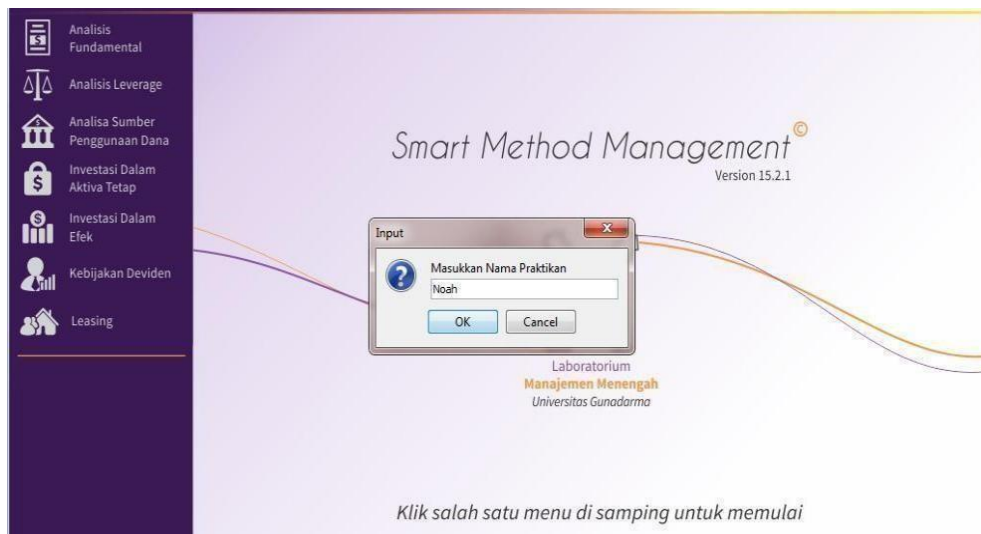 Analisis
Fundamental
Analisis Leverage
Analisa Sumber
Penggunaan Dana
Investasi Dalam
Aktiva Tetap
Investasi Dalam
Efek
Kebijakan Deviden
Leasing
Smart Method Management©
Version 15.2.1
Input
Masukkan Nama Praktikan
Noah
OK Cancel
Laboratorium
Manajemen Menengah
Universitas Gunadarma
Klik salah satu menu di samping untuk memulai